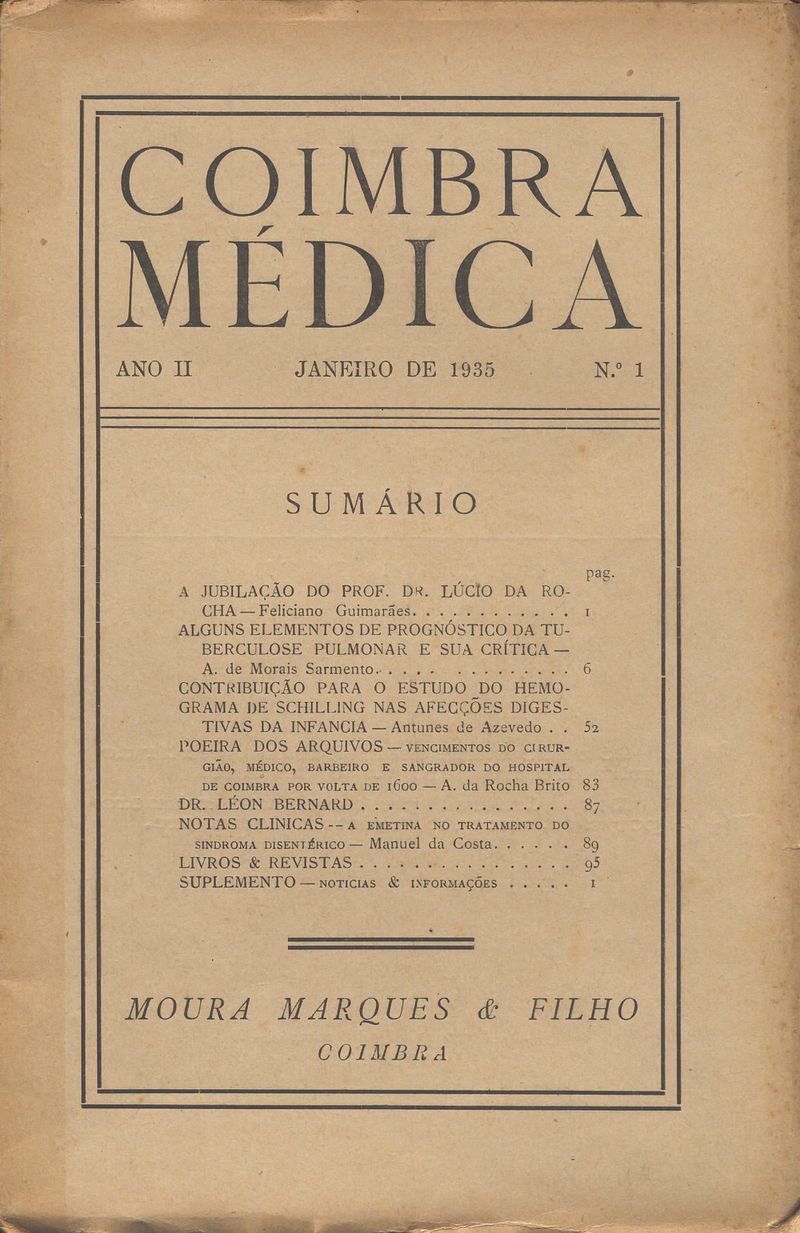 COIMBRA
MÉDICA
ANO II JANEIRO DE 1935 N.º 1
SUMÁRIO
pag.
A JUBILAÇÃO DO PROF. DR. LÚCIO DA RO-
CHA — Feliciano Guimarães. . . . . . . . . . . . 1
ALGUNS ELEMENTOS DE PROGNÓSTICO DA TU-
BERCULOSE PULMONAR E SUA CRÍTICA —
A. de Morais Sarmento. . . . . . . . . . . . . . 6
CONTRIBUIÇÃO PARA O ESTUDO DO HEMO-
GRAMA DE SCHILLING NAS AFECÇÕES DIGES-
TIVAS DA INFANCIA — Antunes de Azevedo . . 52
POEIRA DOS ARQUIVOS — VENCIMENTOS DO CIRUR-
GIÃO, MÉDICO, BARBEIRO E SANGRADOR DO HOSPITAL
DE COIMBRA POR VOLTA DE 1600 — A. da Rocha Brito 83
DR. LÉON BERNARD . . . . . . . . . . . . . . . . 87
NOTAS CLINICAS -- A EMETINA NO TRATAMENTO DO
SINDROMA DISENTÉRICO — Manuel da Costa. . . . . . 89
LIVROS & REVISTAS . . . . . . . . . . . . . . . . 95
SUPLEMENTO — NOTICIAS & INFORMAÇÕES . . . . . 1
MOURA MARQUES & FILHO
COIMBRA